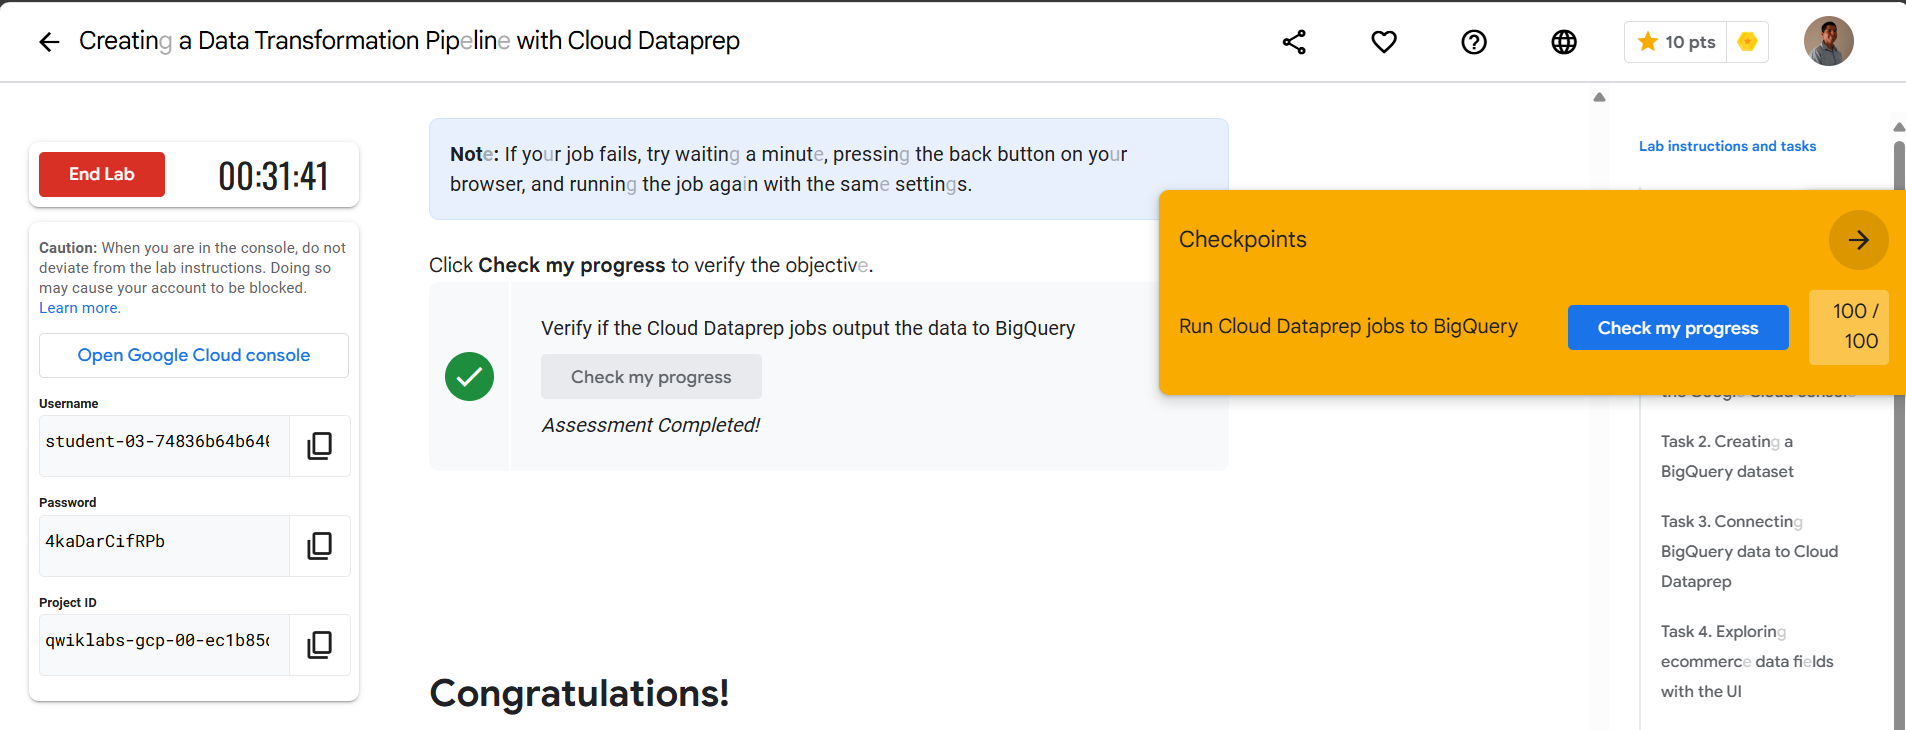 Creating a Data Transformation Pipeline with Cloud Dataprep
10 pts
End Lab
00:31:41
Caution: When you are in the console, do not
deviate from the lab instructions. Doing so
may cause your account to be blocked.
Learn more.
Open Google Cloud console
Username
student-03-74836b64b640
Password
4kaDarCifRPb
Project ID
qwiklabs-gcp-00-ec1b85
Note: If your job fails, try waiting a minute, pressing the back button on your
browser, and running the job again with the same settings.
Click Check my progress to verify the objective.
Verify if the Cloud Dataprep jobs output the data to BigQuery
Check my progress
Assessment Completed!
Congratulations!
Lab instructions and tasks
Checkpoints
Run Cloud Dataprep jobs to BigQuery
Check my progress
100 /
100
the Google Cloud console
Task 2. Creating a
BigQuery dataset
Task 3. Connecting
BigQuery data to Cloud
Dataprep
Task 4. Exploring
ecommerce data fields
with the UI